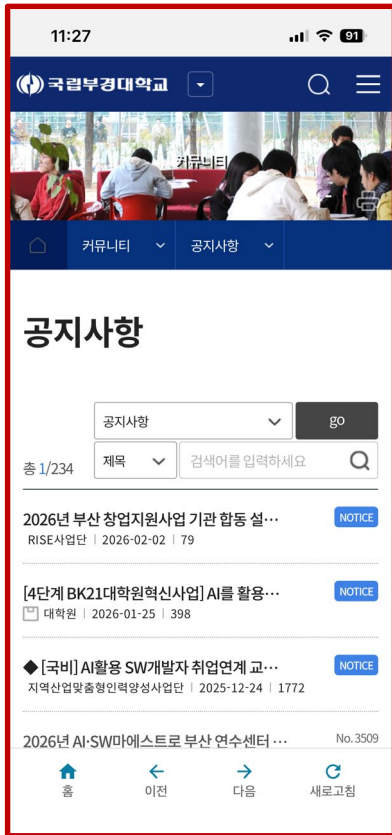 11:27
91
국립부경대학교
커뮤니티
커뮤니티
공지사항
공지사항
공지사항
go
총 1/234
제목
검색어를 입력하세요
2026년 부산 창업지원사업 기관 합동 설…
NOTICE
RISE사업단 | 2026-02-02 | 79
[4단계 BK21대학원혁신사업] AI를 활용…
NOTICE
대학원 | 2026-01-25 | 398
◆ [국비] AI활용 SW개발자 취업연계 교…
NOTICE
지역산업맞춤형인력양성사업단 | 2025-12-24 | 1772
2026년 AI·SW마에스트로 부산 연수센터 …
No. 3509
홈
이전
다음
새로고침